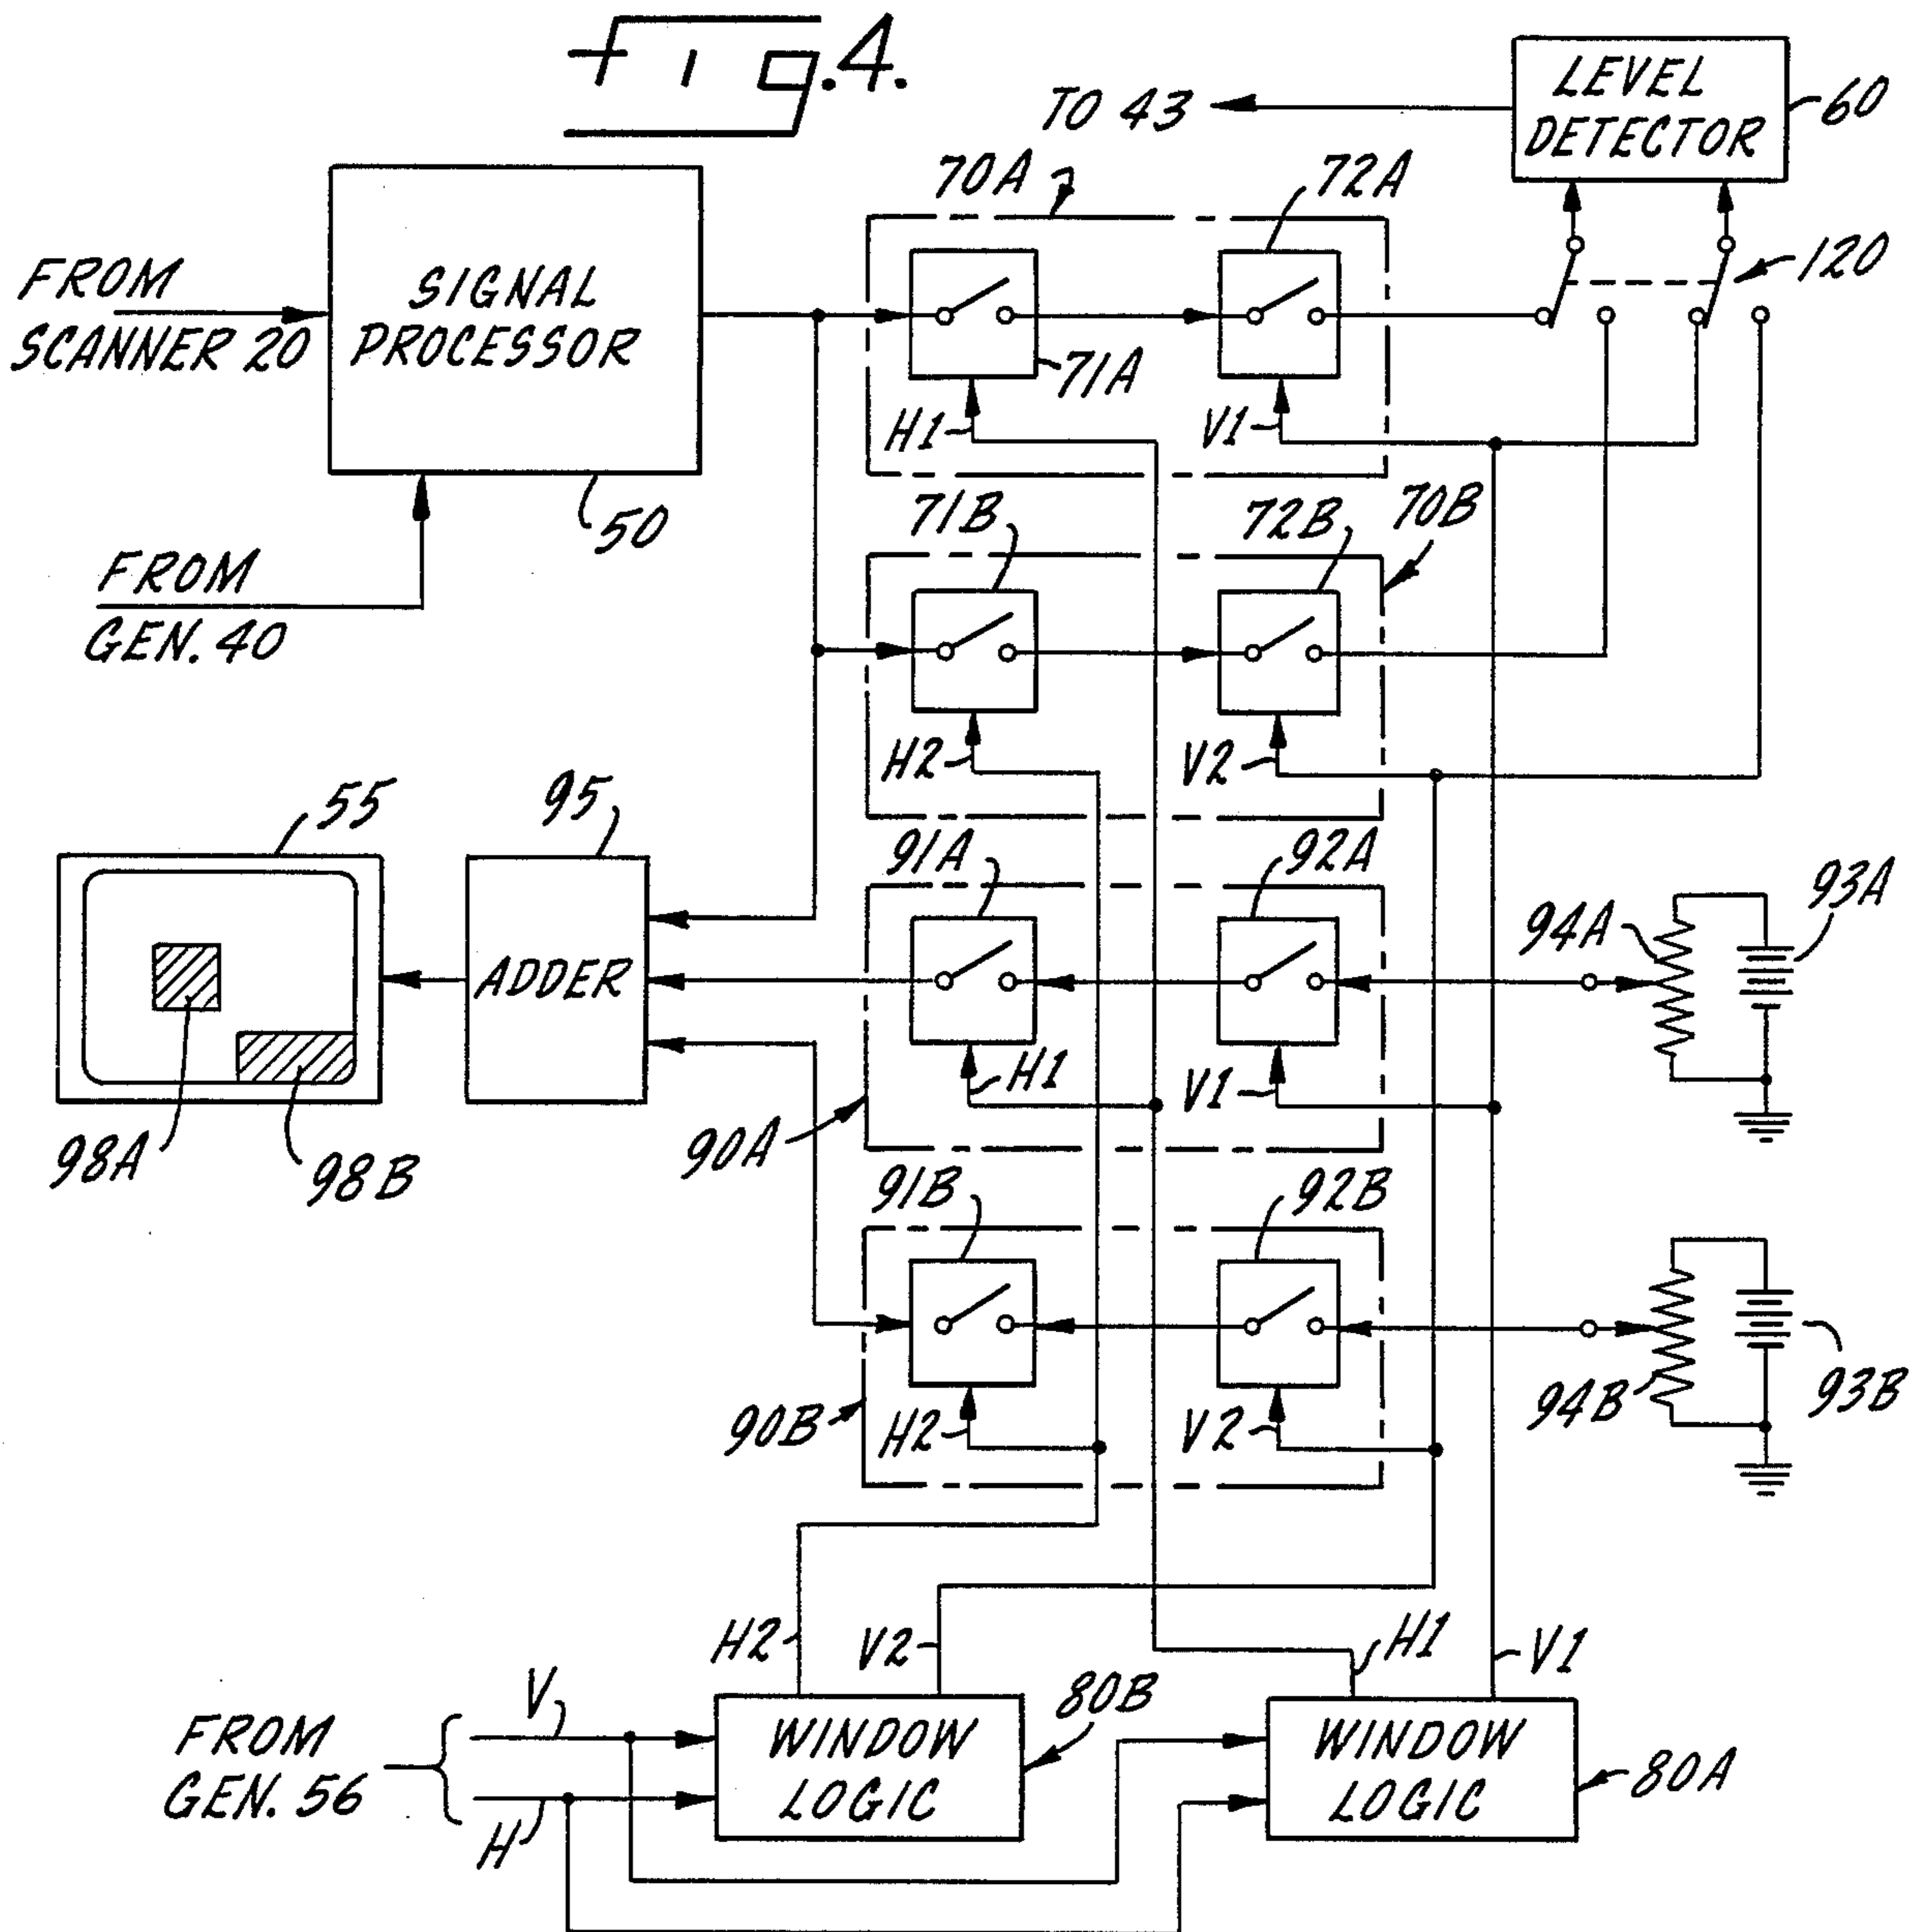 Fig.4.
LEVEL
DETECTOR
60
TO 43
70A
72A
120
FROM
SCANNER 20
SIGNAL
PROCESSOR
71A
H1
V1
50
71B
72B
70B
FROM
GEN. 40
H2
V2
55
95
91A
92A
93A
94A
ADDER
H1
V1
98A
98B
90A
91B
92B
90B
H2
V2
94B
93B
H2
V2
H1
V1
V
80B
FROM
GEN. 56
WINDOW
LOGIC
WINDOW
LOGIC
80A
H